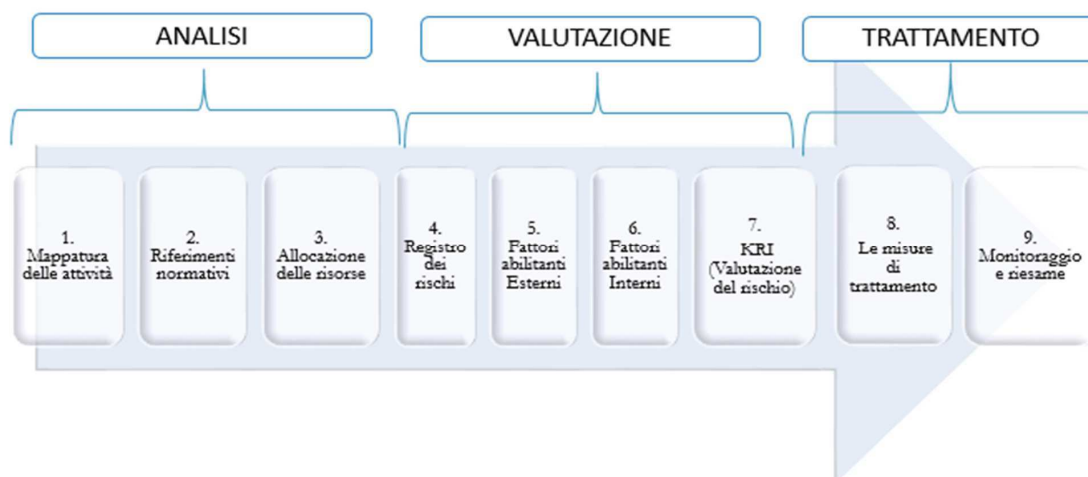 ANALISI
VALUTAZIONE
TRATTAMENTO
1.
Mappatura
delle attività
2.
Riferimenti
normativi
3.
Allocazione
delle risorse
4.
Registro
dei
rischi
5.
Fattori
abilitanti
Esterni
6.
Fattori
abilitanti
Interni
7.
KRI
(Valutazione
del rischio)
8.
Le misure
di
trattamento
9.
Monitoraggio
e riesame